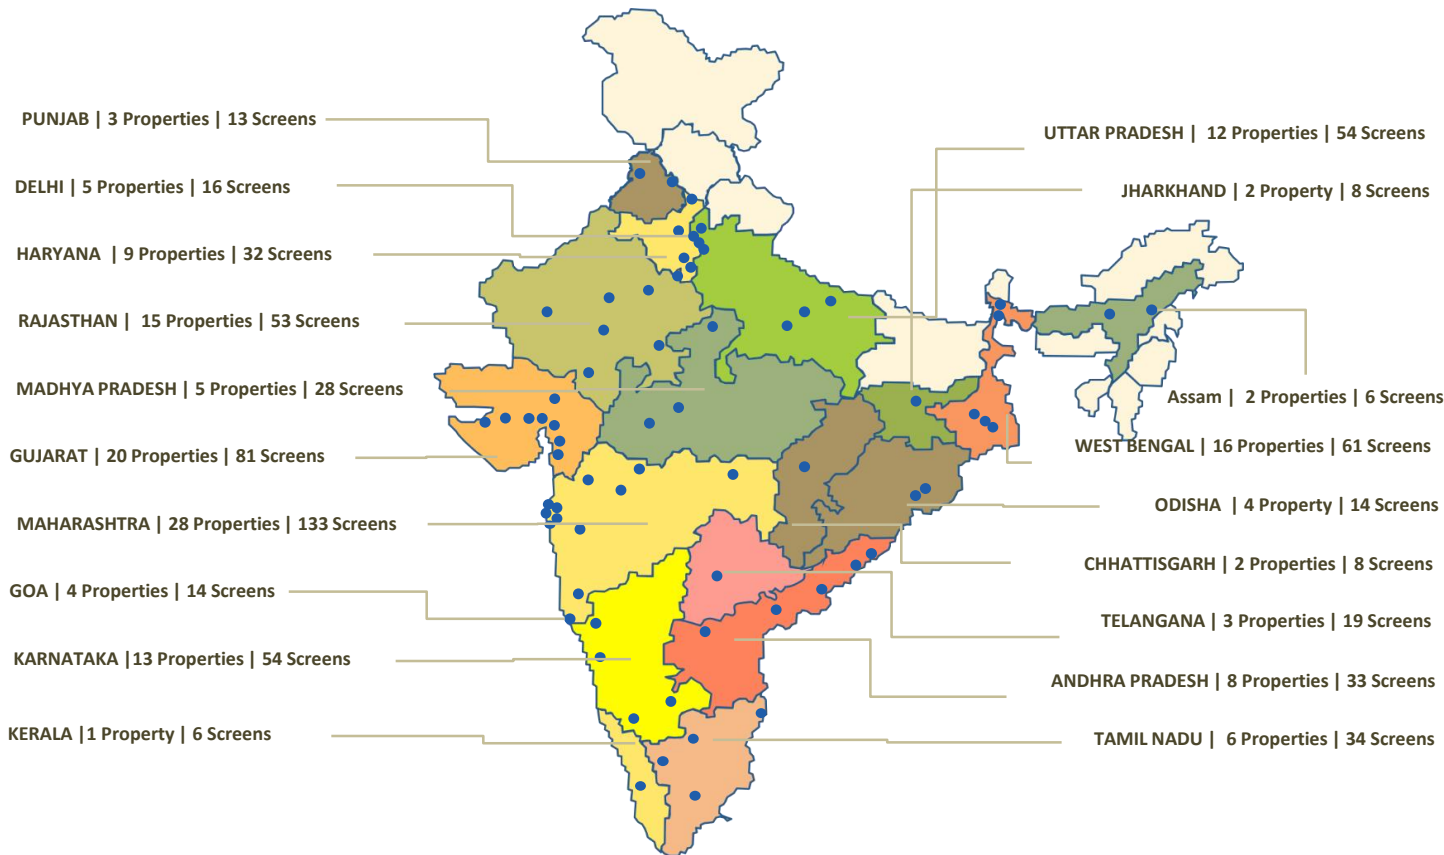 PUNJAB | 3 Properties | 13 Screens
DELHI | 5 Properties | 16 Screens
HARYANA | 9 Properties | 32 Screens
RAJASTHAN | 15 Properties | 53 Screens
MADHYA PRADESH | 5 Properties | 28 Screens
GUJARAT | 20 Properties | 81 Screens
MAHARASHTRA | 28 Properties | 133 Screens
GOA | 4 Properties | 14 Screens
KARNATAKA |13 Properties | 54 Screens
KERALA |1 Property | 6 Screens
UTTAR PRADESH | 12 Properties | 54 Screens
JHARKHAND | 2 Property | 8 Screens
Assam | 2 Properties | 6 Screens
WEST BENGAL | 16 Properties | 61 Screens
ODISHA | 4 Property | 14 Screens
CHHATTISGARH | 2 Properties | 8 Screens
TELANGANA | 3 Properties | 19 Screens
ANDHRA PRADESH | 8 Properties | 33 Screens
TAMIL NADU | 6 Properties | 34 Screens